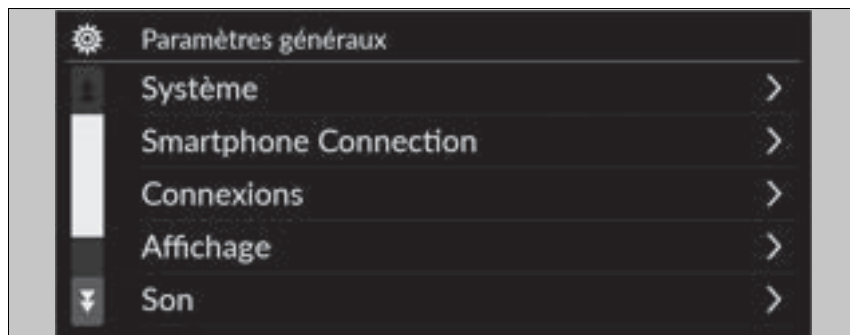 Paramètres généraux
Système
Smartphone Connection
Connexions
Affichage
Son